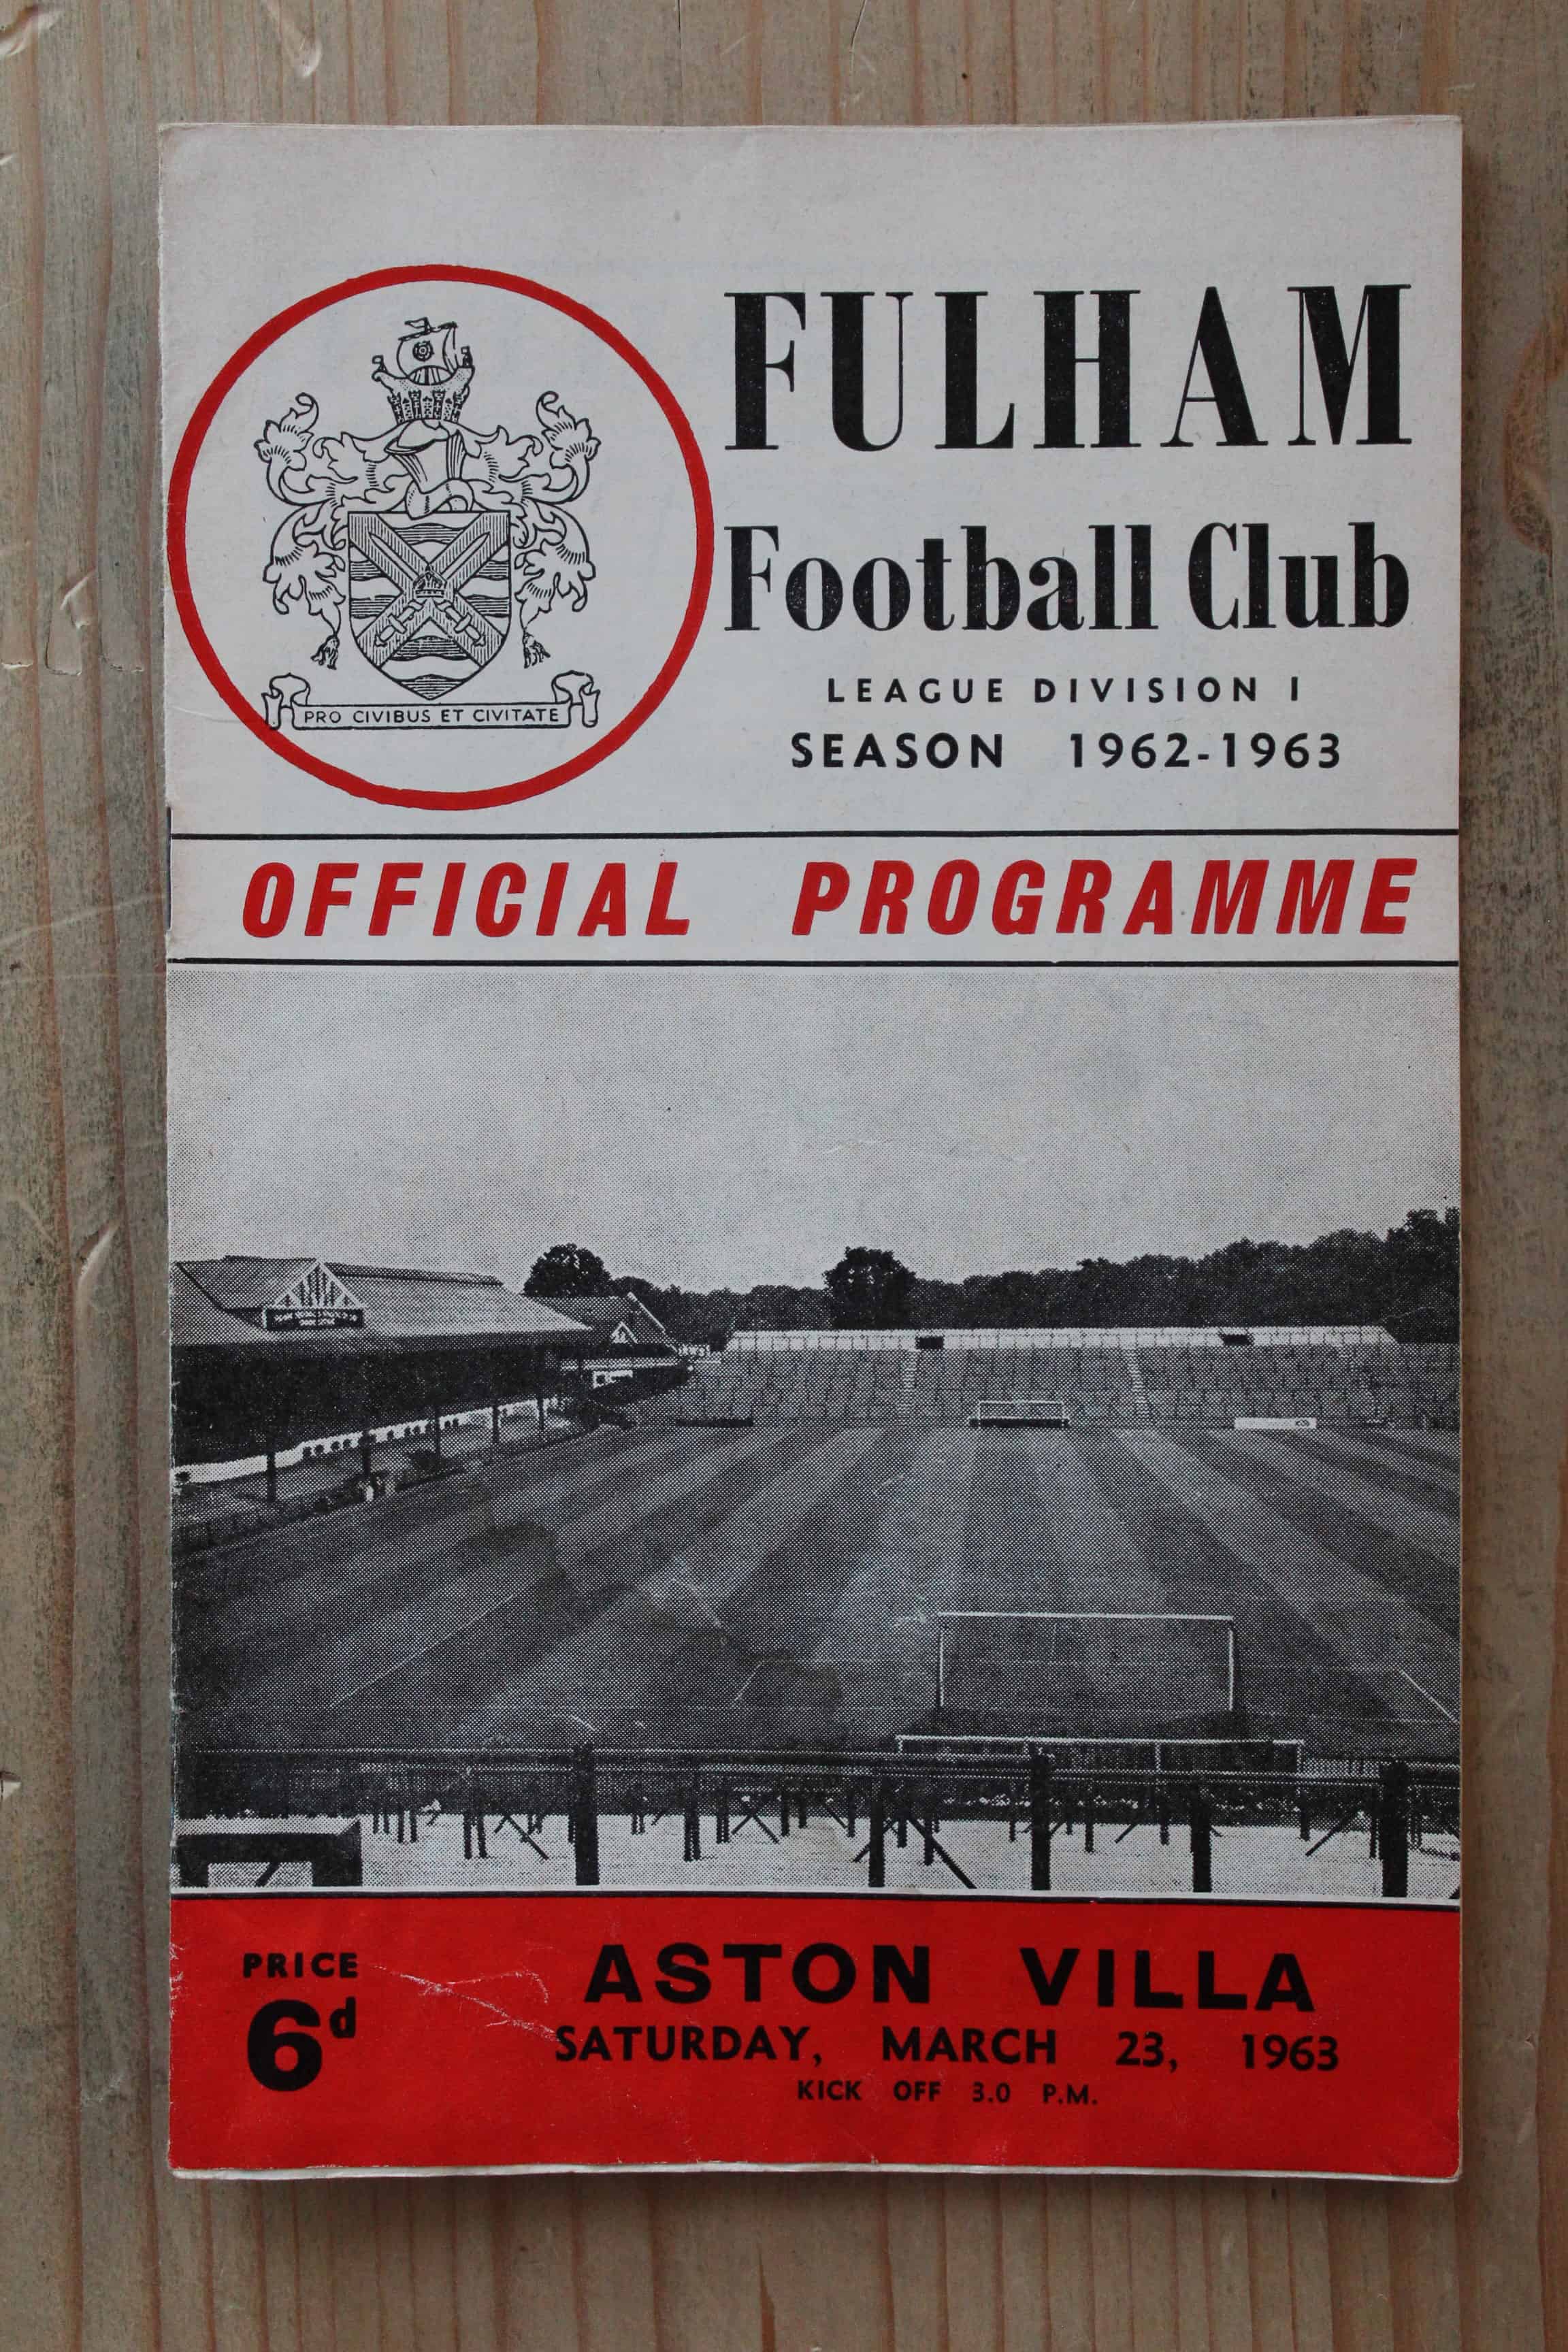 FULHAM
Football Club
LEAGUE DIVISION I
SEASON 1962-1963
PRO CIVIBUS ET CIVITATE
OFFICIAL PROGRAMME
PRICE
6d
ASTON VILLA
SATURDAY, MARCH 23, 1963
KICK OFF 3.0 P.M.